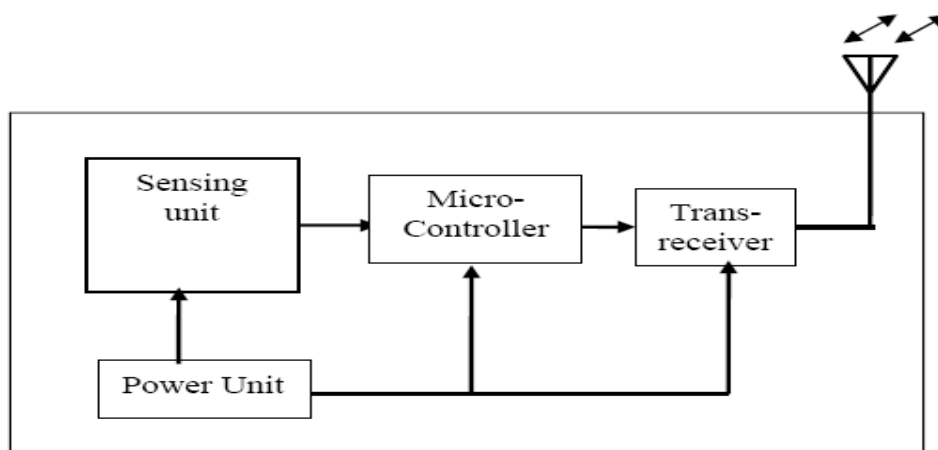 Sensing
unit
Micro-
Controller
Trans-
receiver
Power Unit